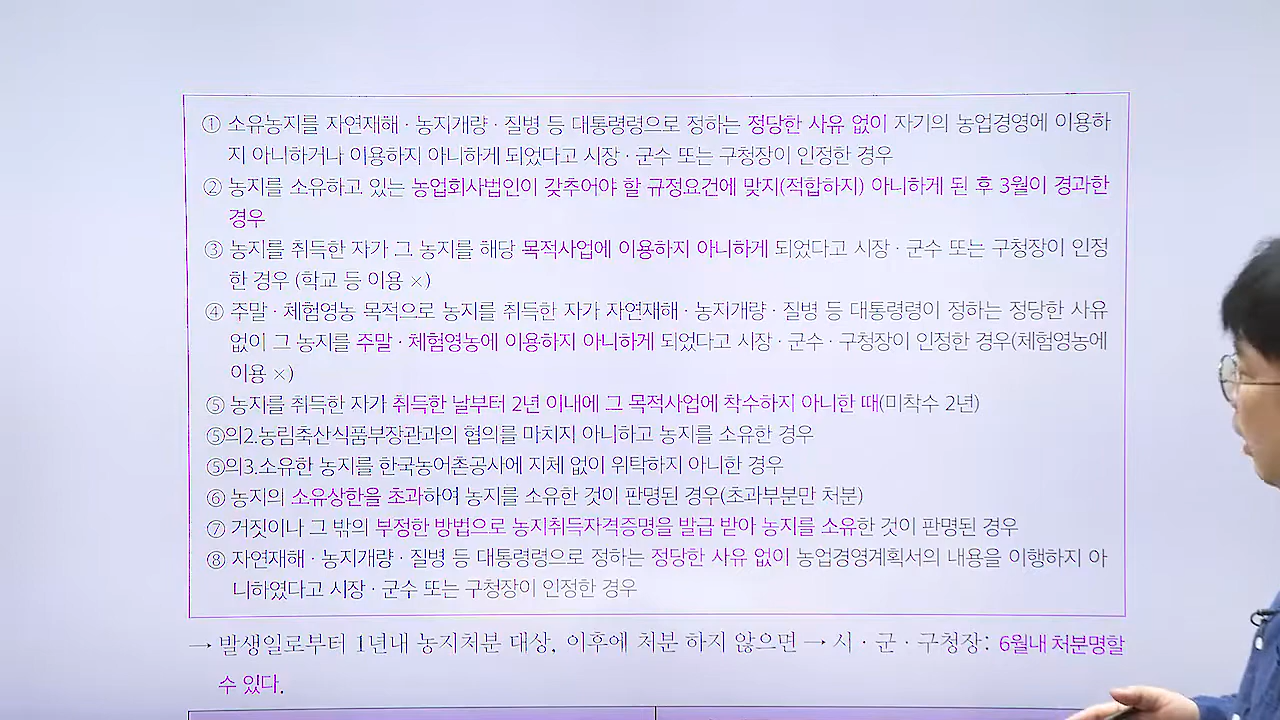 ① 소유농지를 자연재해 · 농지개량 · 질병 등 대통령령으로 정하는 정당한 사유 없이 자기의 농업경영에 이용하
지 아니하거나 이용하지 아니하게 되었다고 시장 · 군수 또는 구청장이 인정한 경우
② 농지를 소유하고 있는 농업회사법인이 갖추어야 할 규정요건에 맞지(적합하지) 아니하게 된 후 3월이 경과한
경우
③ 농지를 취득한 자가 그 농지를 해당 목적사업에 이용하지 아니하게 되었다고 시장 · 군수 또는 구청장이 인정
한 경우 (학교 등 이용 ×)
④ 주말 · 체험영농 목적으로 농지를 취득한 자가 자연재해 · 농지개량 · 질병 등 대통령령이 정하는 정당한 사유
없이 그 농지를 주말 · 체험영농에 이용하지 아니하게 되었다고 시장 · 군수 · 구청장이 인정한 경우(체험영농에
이용 ×)
⑤ 농지를 취득한 자가 취득한 날부터 2년 이내에 그 목적사업에 착수하지 아니한 때(미착수 2년)
⑤의2.농림축산식품부장관과의 협의를 마치지 아니하고 농지를 소유한 경우
⑤의3.소유한 농지를 한국농어촌공사에 지체 없이 위탁하지 아니한 경우
⑥ 농지의 소유상한을 초과하여 농지를 소유한 것이 판명된 경우(초과부분만 처분)
⑦ 거짓이나 그 밖의 부정한 방법으로 농지취득자격증명을 발급 받아 농지를 소유한 것이 판명된 경우
⑧ 자연재해 · 농지개량 · 질병 등 대통령령으로 정하는 정당한 사유 없이 농업경영계획서의 내용을 이행하지 아
니하였다고 시장 · 군수 또는 구청장이 인정한 경우
→ 발생일로부터 1년내 농지처분 대상, 이후에 처분 하지 않으면 → 시 · 군 · 구청장: 6월내 처분명할
수 있다.